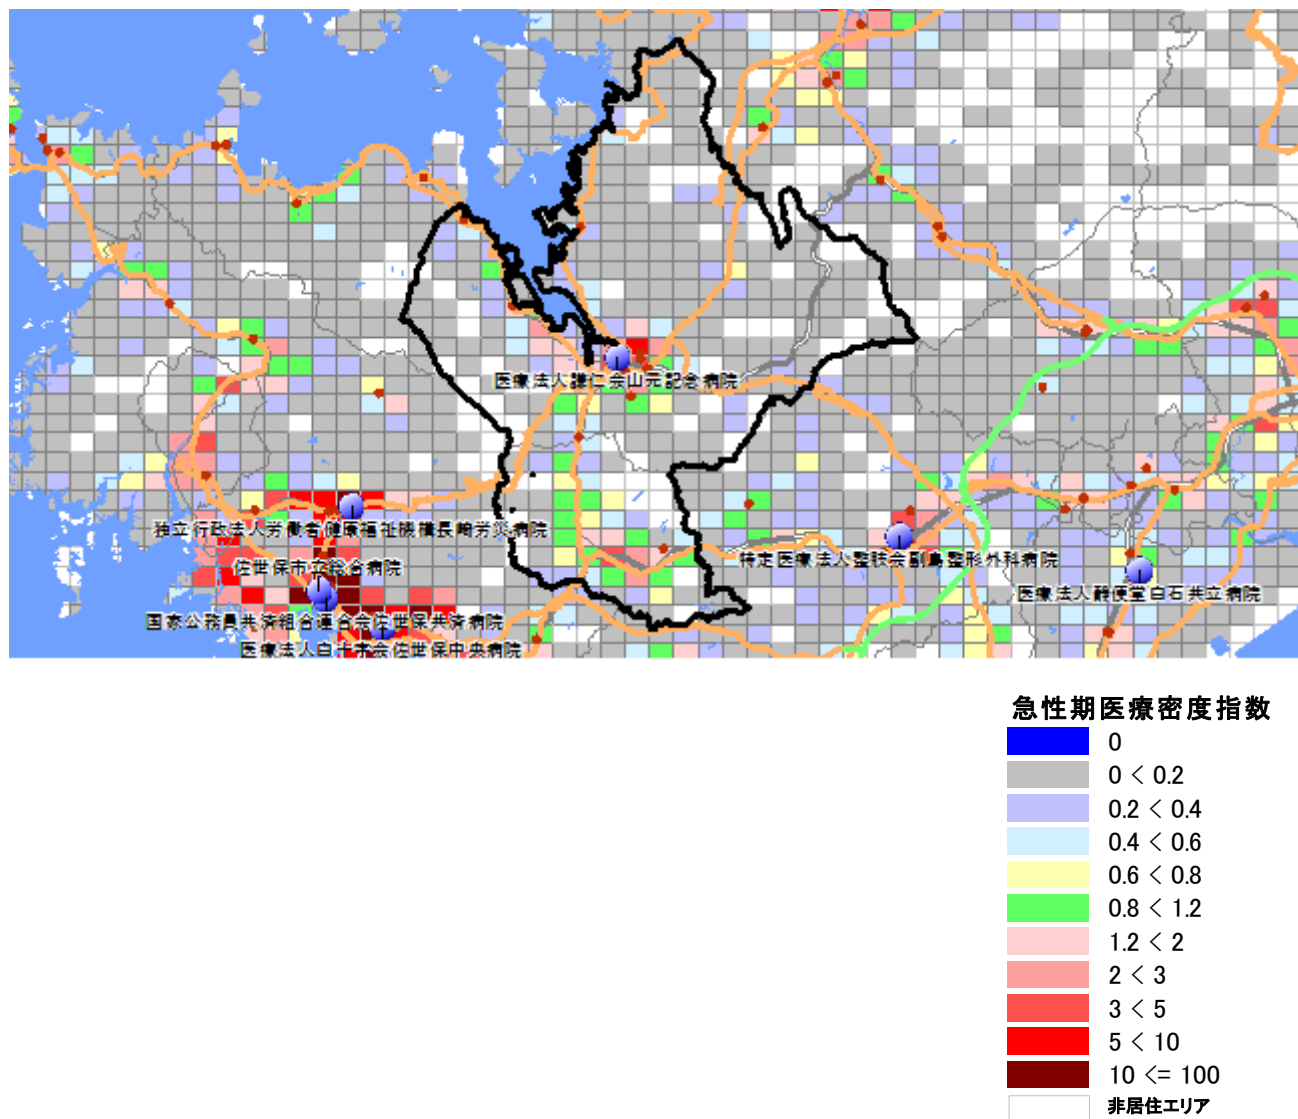 医療法人謙仁会山元記念病院
独立行政法人労働者健康福祉機構長崎労災病院
特定医療法人整肢会副島整形外科病院
佐世保市立総合病院
医療法人静便堂白石共立病院
国家公務員共済組合連合会佐世保共済病院
医療法人白十字会佐世保中央病院
急性期医療密度指数
0
0 < 0.2
0.2 < 0.4
0.4 < 0.6
0.6 < 0.8
0.8 < 1.2
1.2 < 2
2 < 3
3 < 5
5 < 10
10 <= 100
非居住エリア